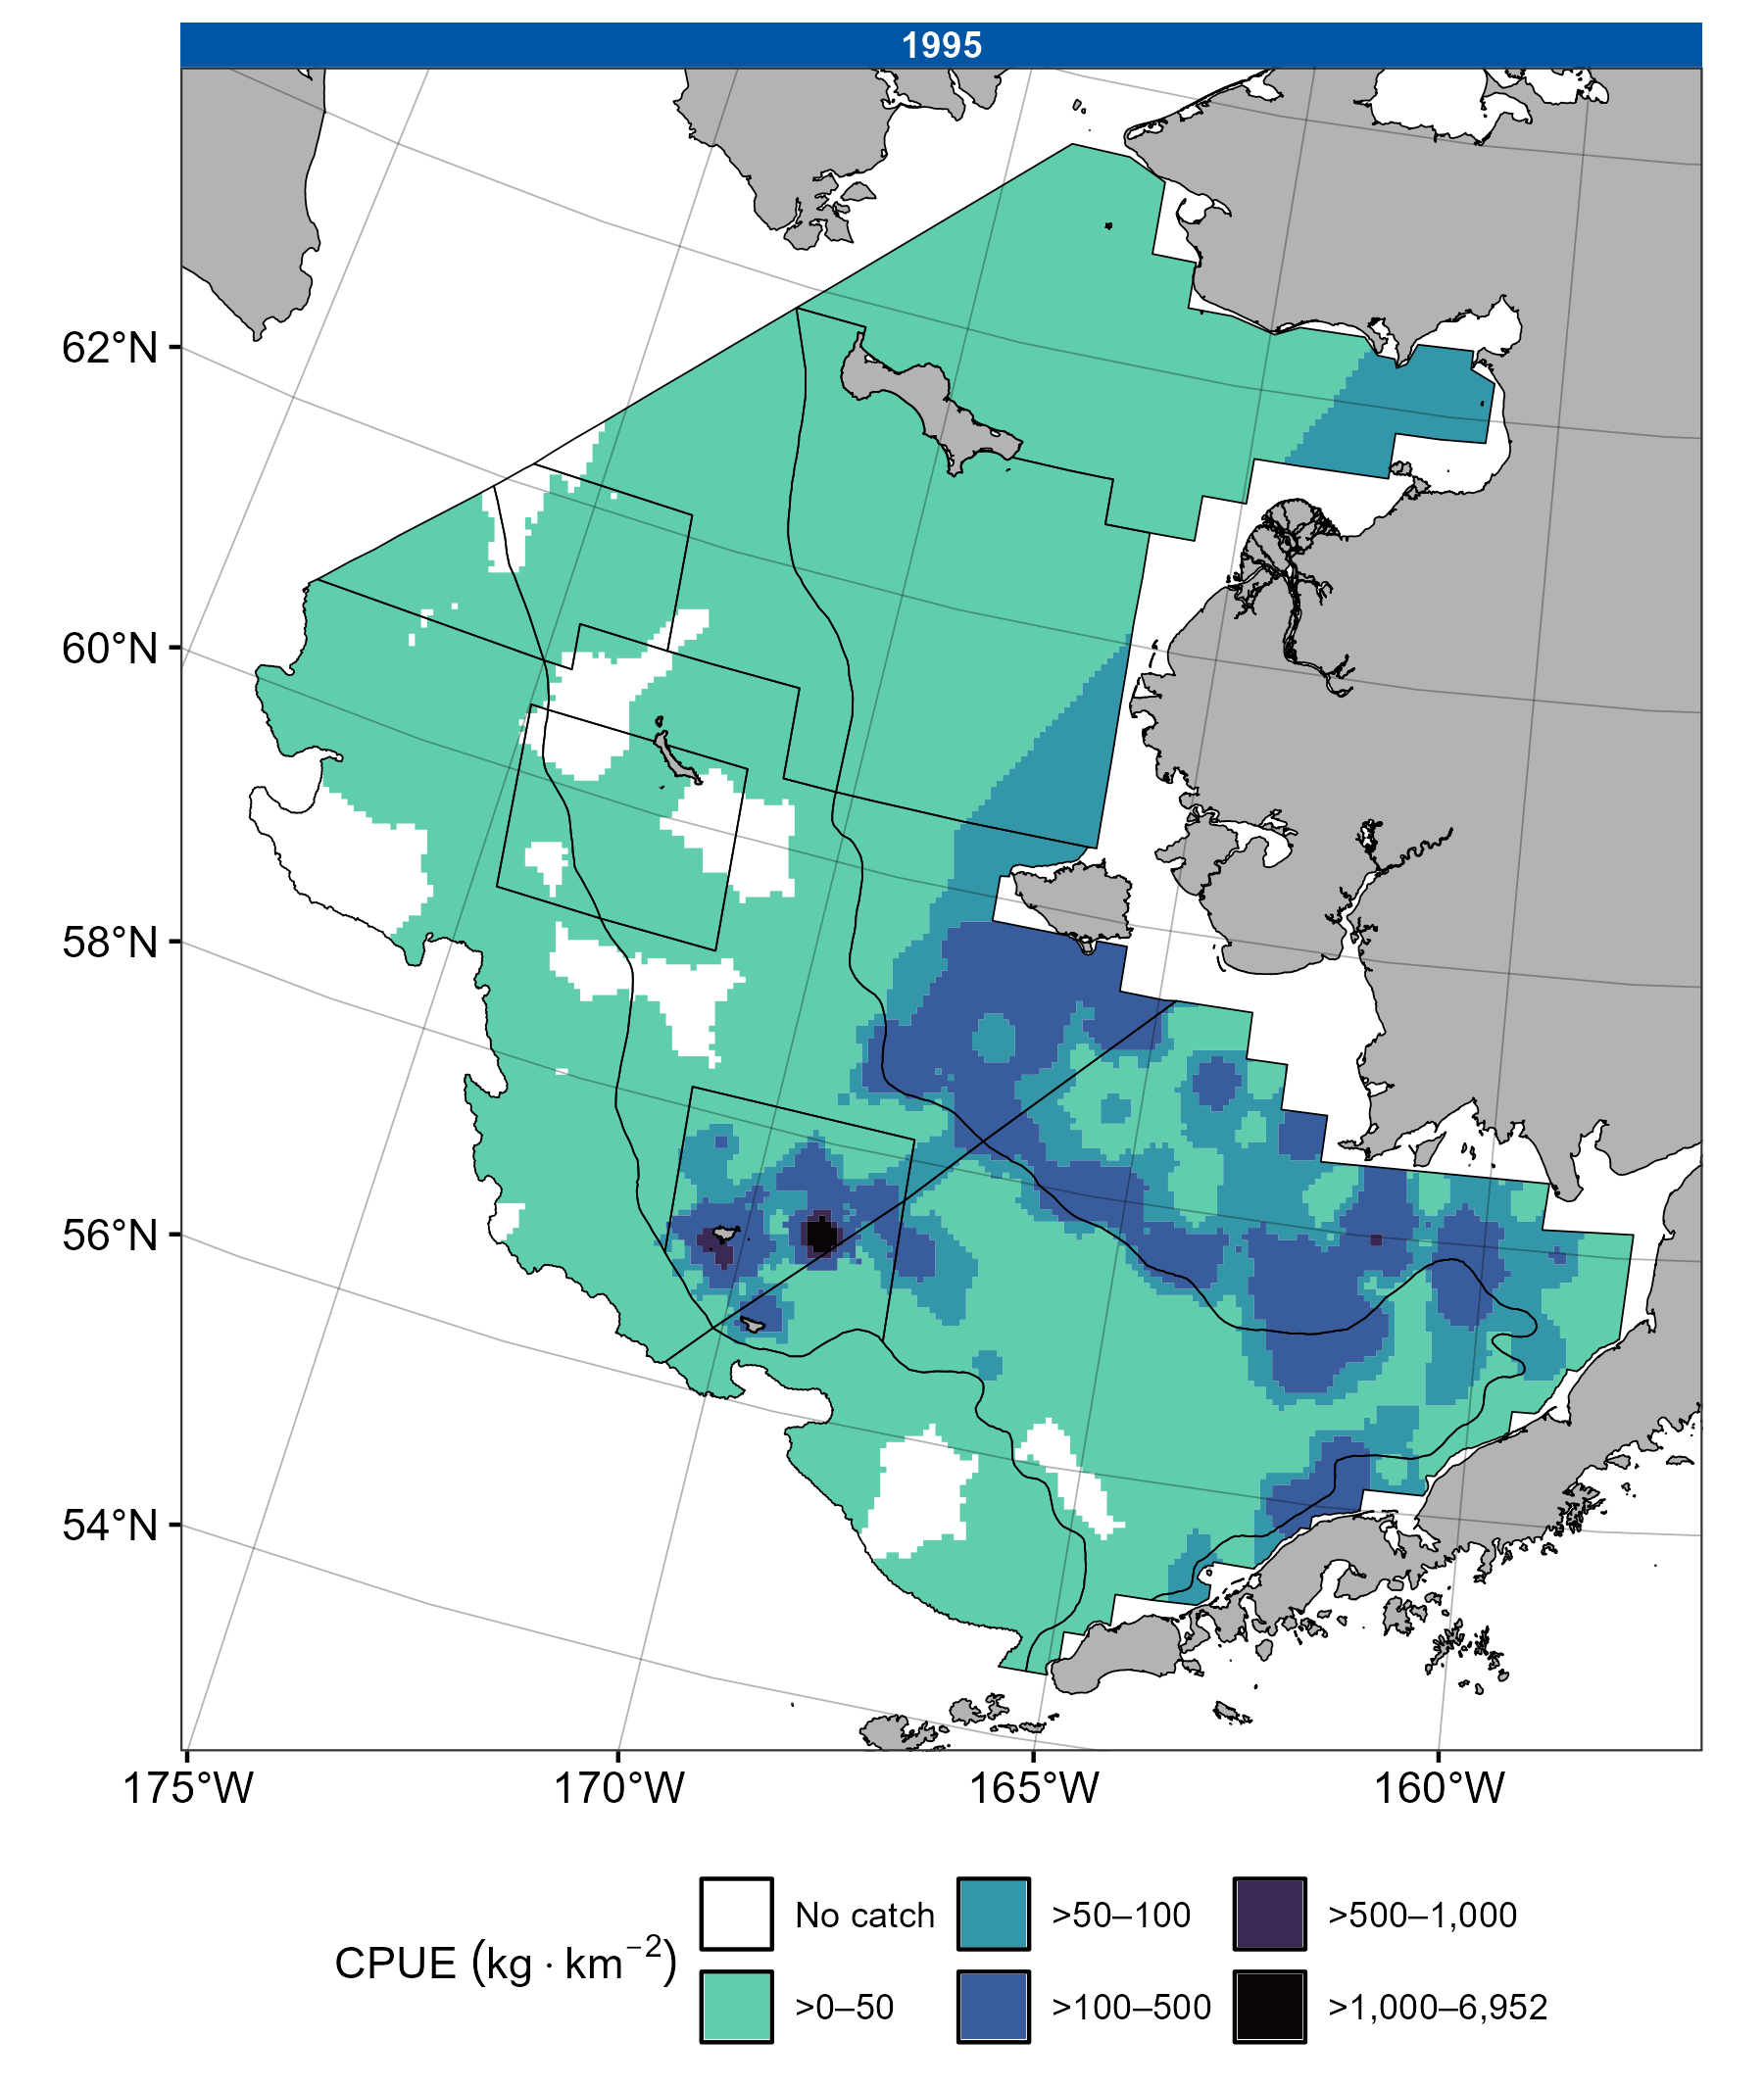 1995
62°N
60°N
58°N
56°N
54°N
175°W 170°W 165°W 160°W
CPUE (kg · km⁻²)
No catch >50–100 >500–1,000
>0–50 >100–500 >1,000–6,952